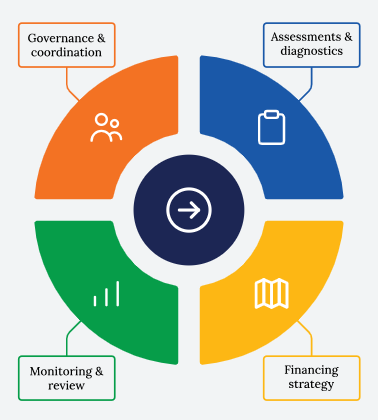 Governance &
coordination
Assessments &
diagnostics
Monitoring &
review
Financing
strategy